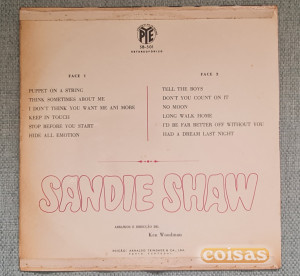 PYE
FACE 1
PUPPET ON A STRING
THINK SOMETIMES ABOUT ME
I DON'T THINK YOU WANT ME ANI MORE
KEEP IN TOUCH
STOP BEFORE YOU START
HIDE ALL EMOTION
FACE 2
TELL THE BOYS
DON'T YOU COUNT ON IT
NO MOON
LONG WALK HOME
I'D BE FAR BETTER OFF WITHOUT YOU
HAD A DREAM LAST NIGHT
SANDIE SHAW
Ken Woodman
coisas